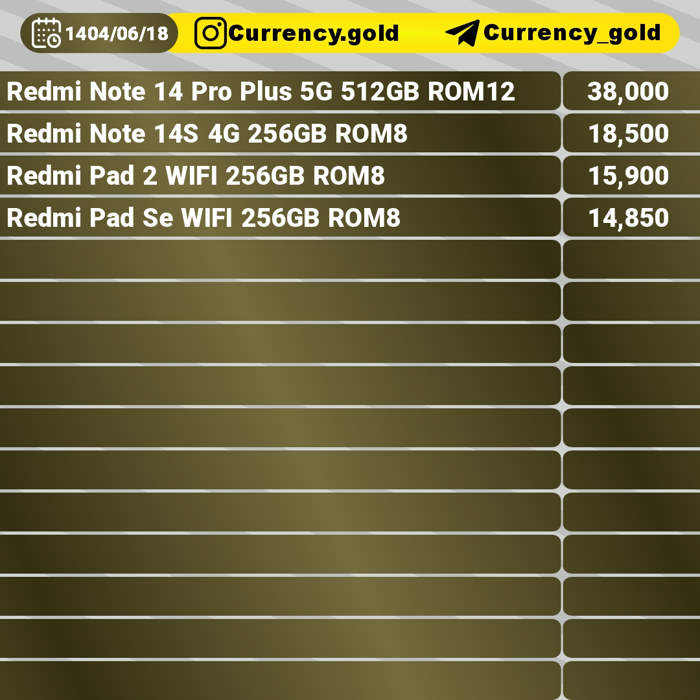 1404/06/18 Currency.gold Currency_gold
Redmi Note 14 Pro Plus 5G 512GB ROM12 38,000
Redmi Note 14S 4G 256GB ROM8 18,500
Redmi Pad 2 WIFI 256GB ROM8 15,900
Redmi Pad Se WIFI 256GB ROM8 14,850